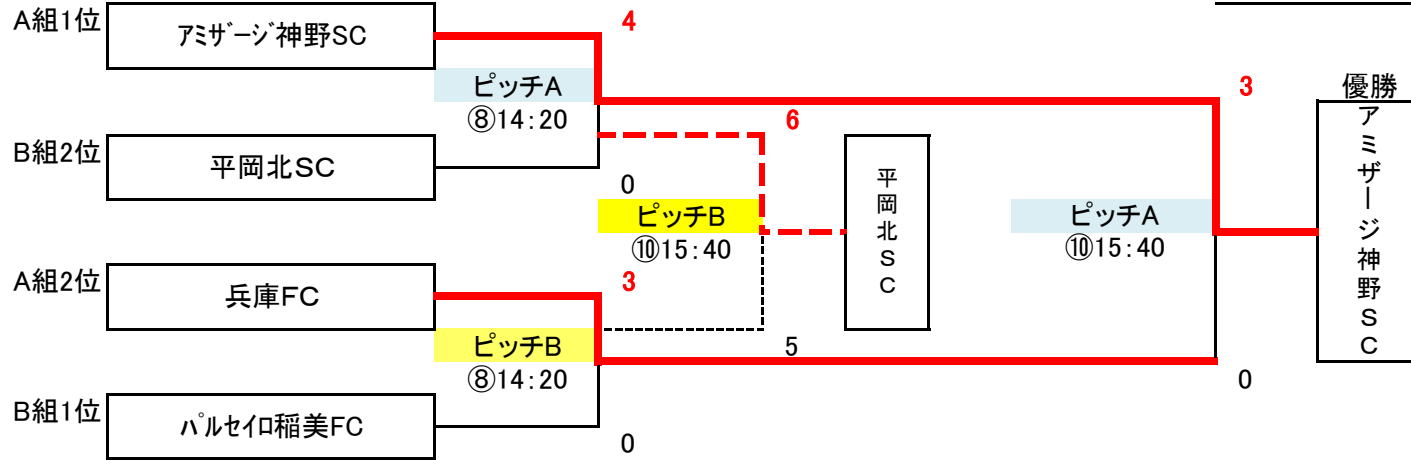 A組1位
ｱﾐｻﾞｰｼﾞ神野SC
4
ピッチA
⑧14:20
3
優勝
アミザージ神野SC
6
B組2位
平岡北SC
0
平岡北SC
ピッチB
⑩15:40
ピッチA
⑩15:40
A組2位
兵庫FC
3
ピッチB
⑧14:20
5
0
B組1位
ﾊﾟﾙｾｲﾛ稲美FC
0